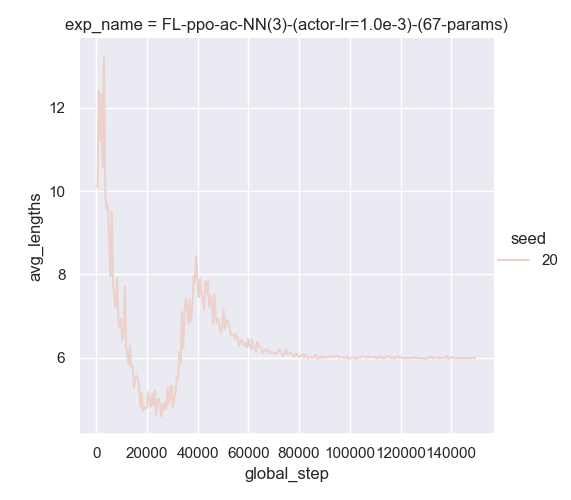 exp_name = FL-ppo-ac-NN(3)-(actor-lr=1.0e-3)-(67-params)
12
10
8
6
avg_lengths
seed
20
0 20000 40000 60000 80000 100000 120000 140000
global_step